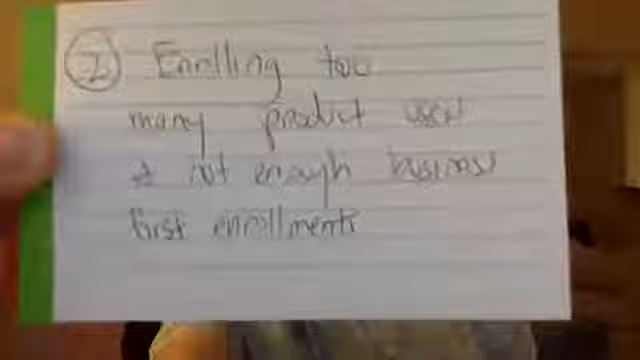 2 Enrolling too
many product users
+ not enough business
first enrollments